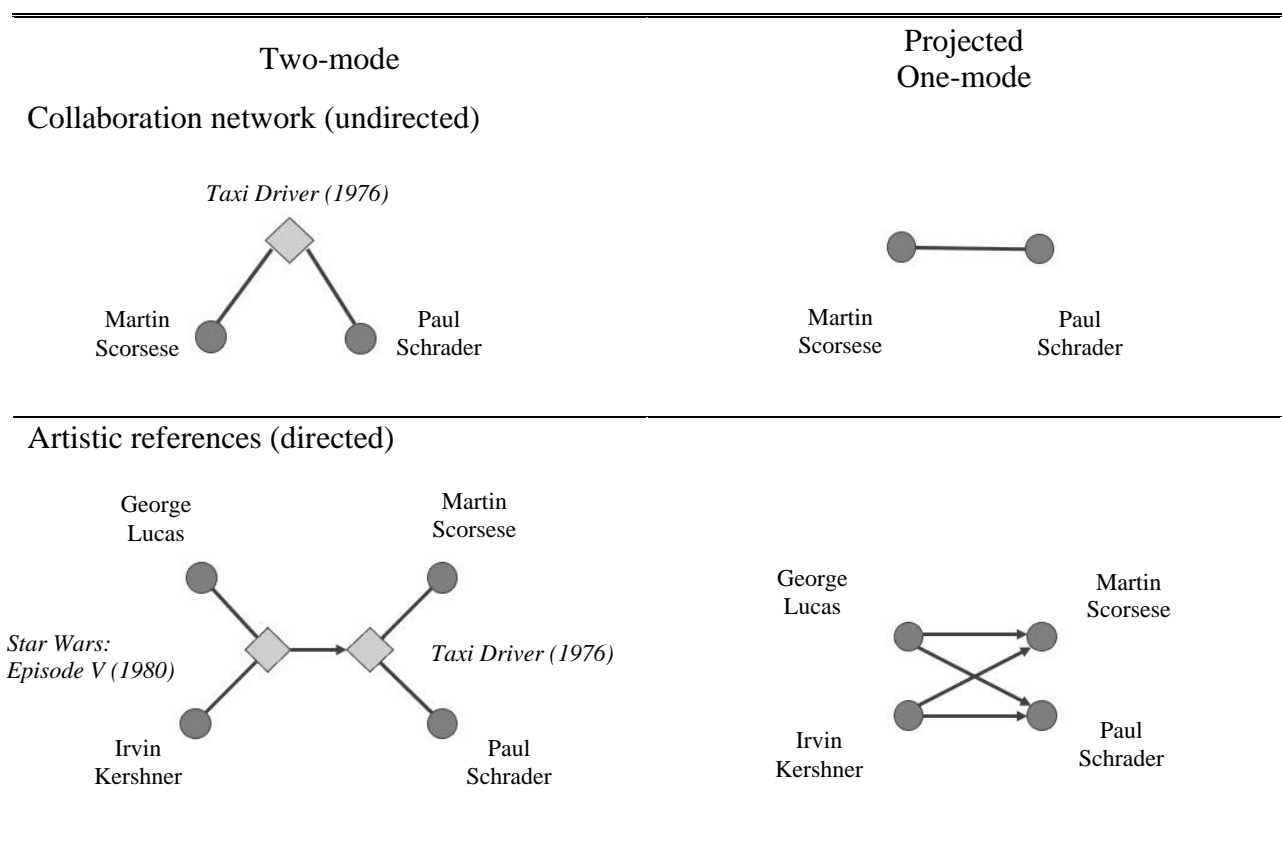 Two-mode
Projected
One-mode
Collaboration network (undirected)
Taxi Driver (1976)
Martin
Scorsese
Paul
Schrader
Martin
Scorsese
Paul
Schrader
Artistic references (directed)
George
Lucas
Martin
Scorsese
Star Wars:
Episode V (1980)
Taxi Driver (1976)
Irvin
Kershner
Paul
Schrader
George
Lucas
Martin
Scorsese
Irvin
Kershner
Paul
Schrader